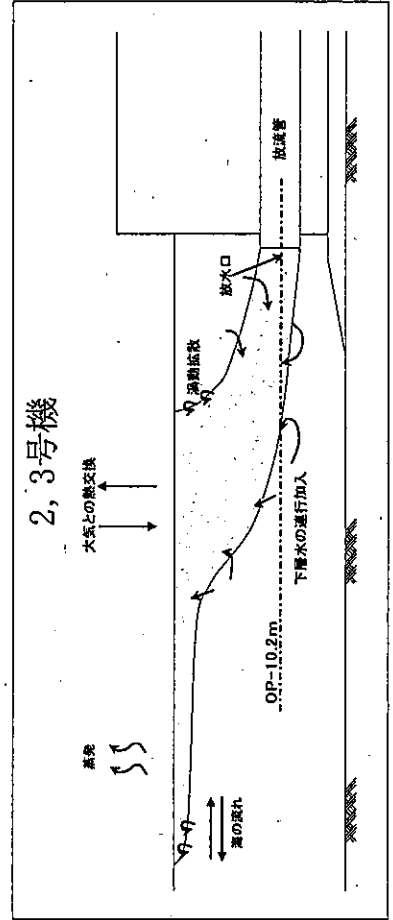 2, 3号機
大気との熱交換
蒸発
渦動拡散
放水口
放流管
海の流れ
OP-10.2m
下層水の連行加入